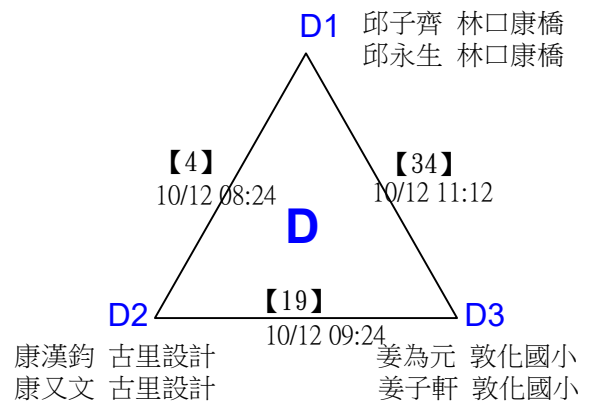 D1
邱子齊 林口康橋
邱永生 林口康橋
【4】
10/12 08:24
【34】
10/12 11:12
D
【19】
10/12 09:24
D2
D3
康漢鈞 古里設計
康又文 古里設計
姜為元 敦化國小
姜子軒 敦化國小